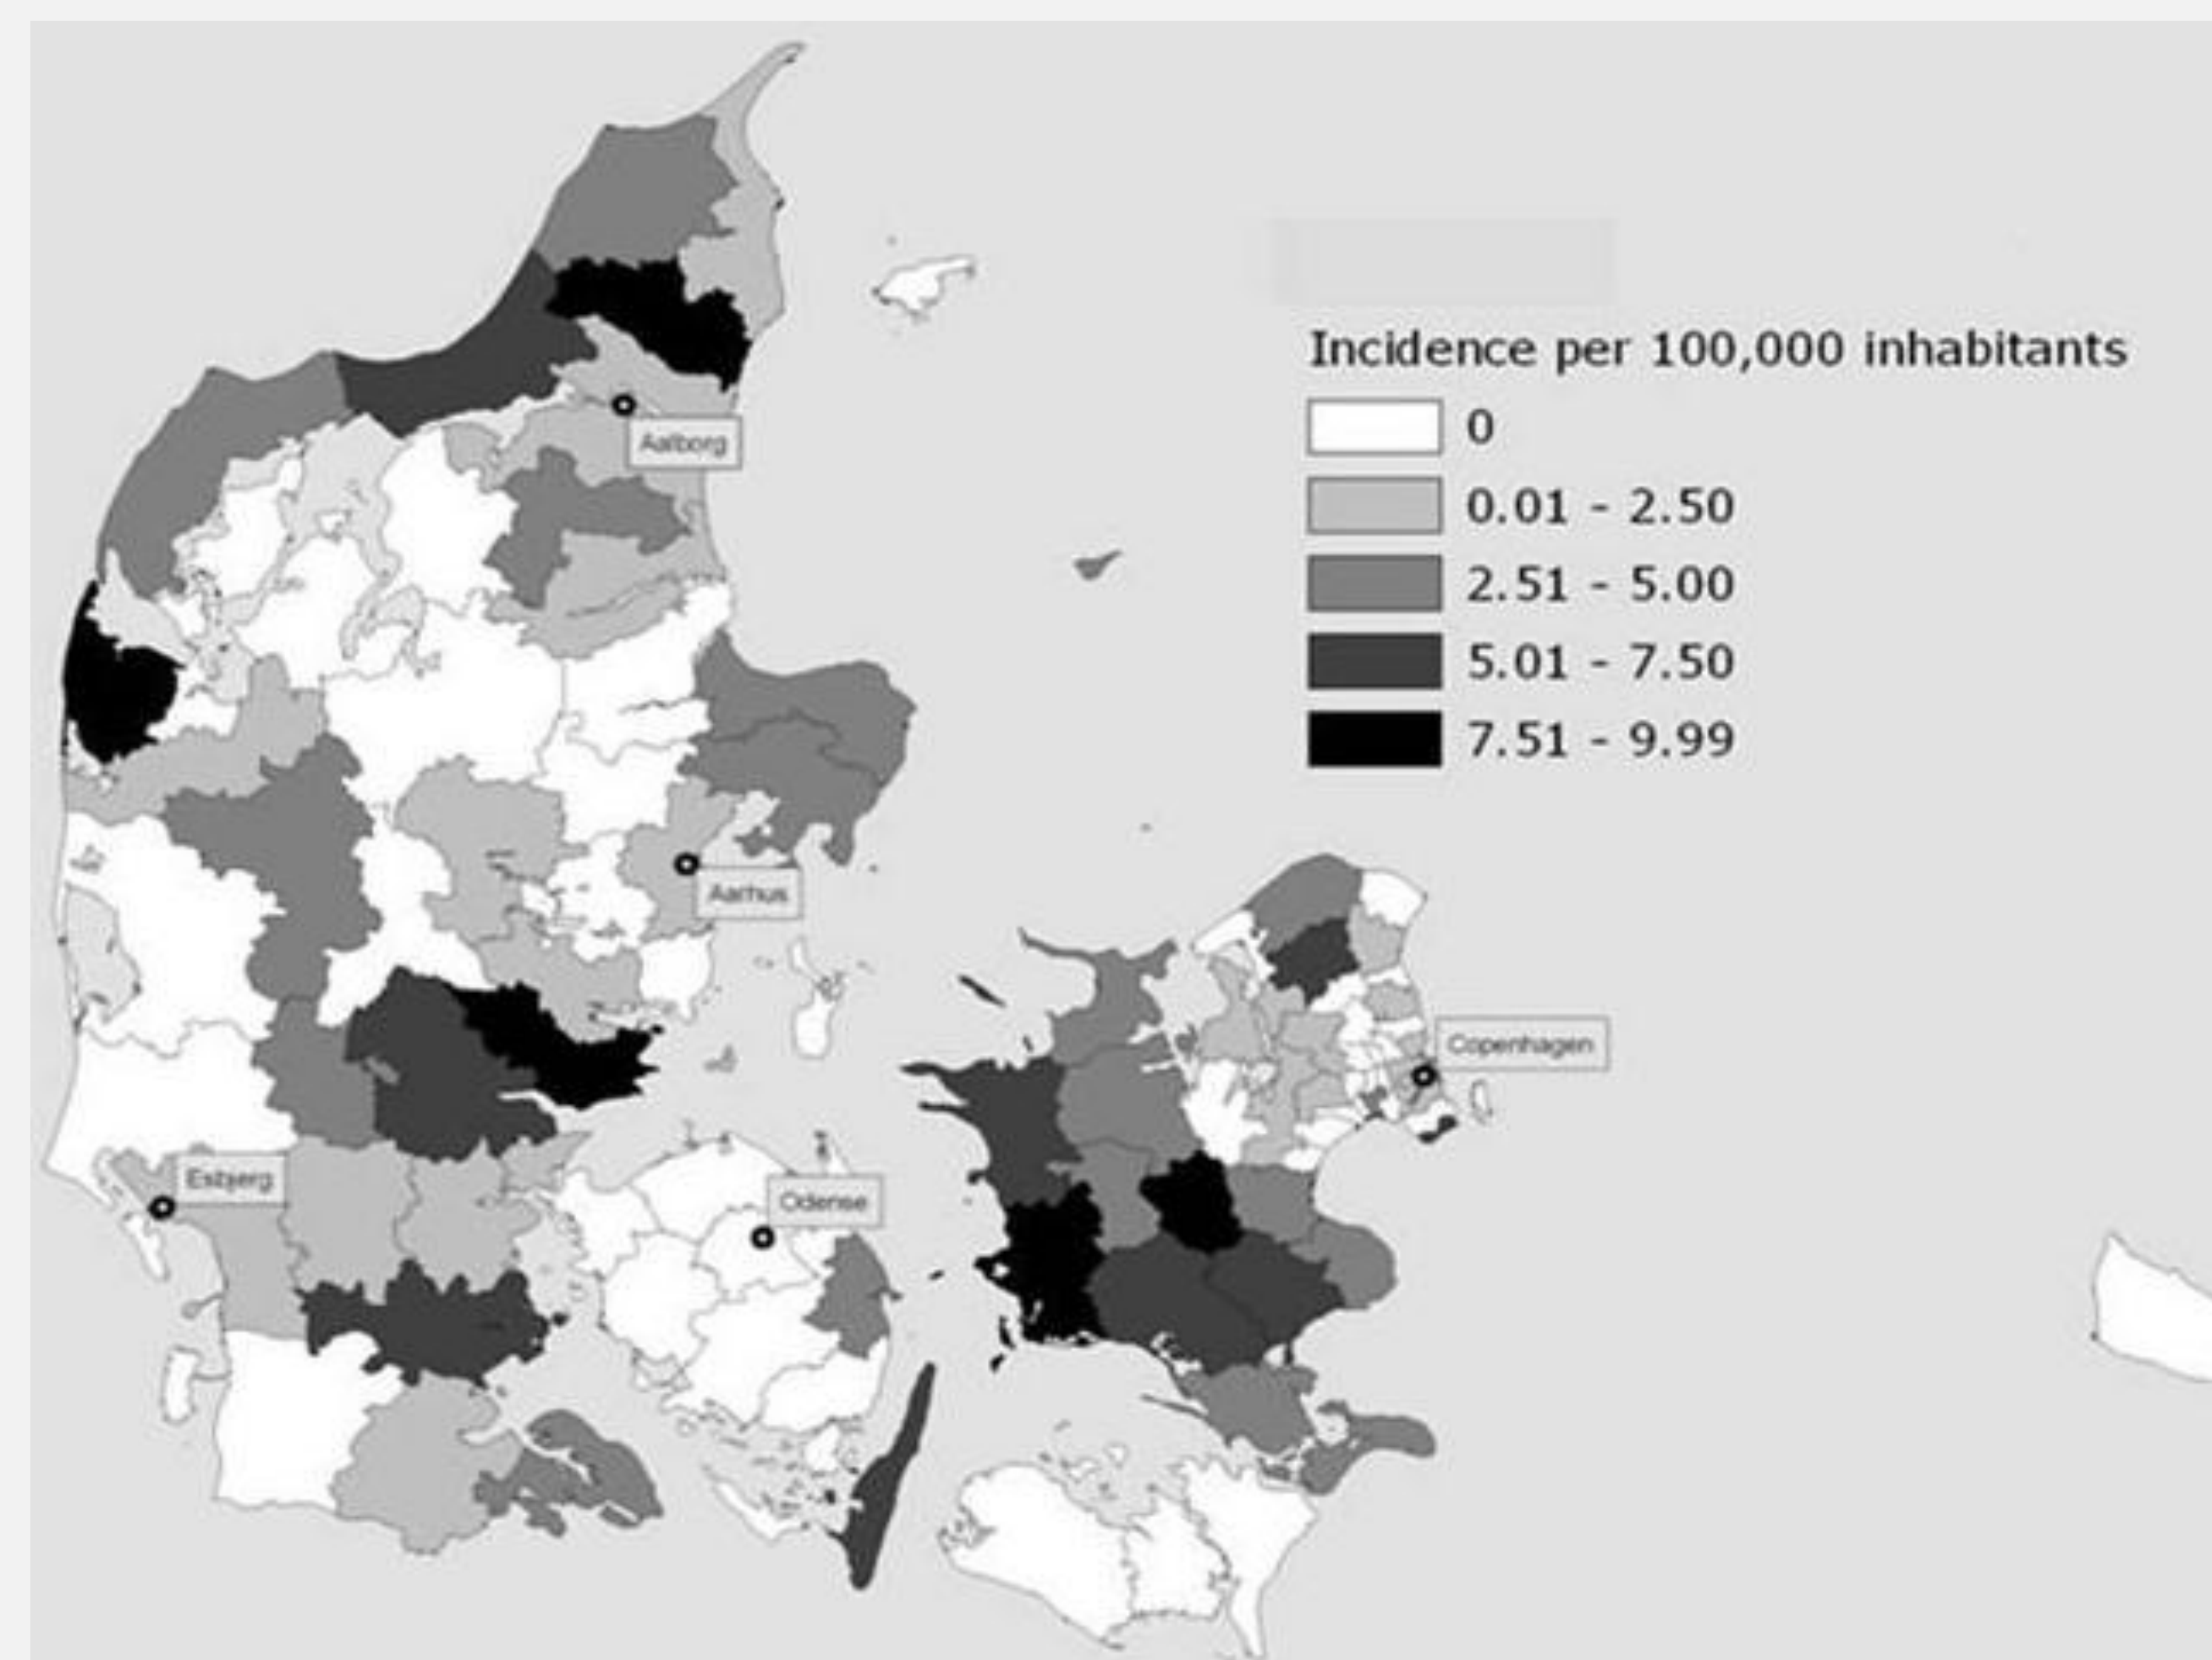 Incidence per 100,000 inhabitants
0
0.01 - 2.50
2.51 - 5.00
5.01 - 7.50
7.51 - 9.99
Aalborg
Aarhus
Copenhagen
Esbjerg
Odense